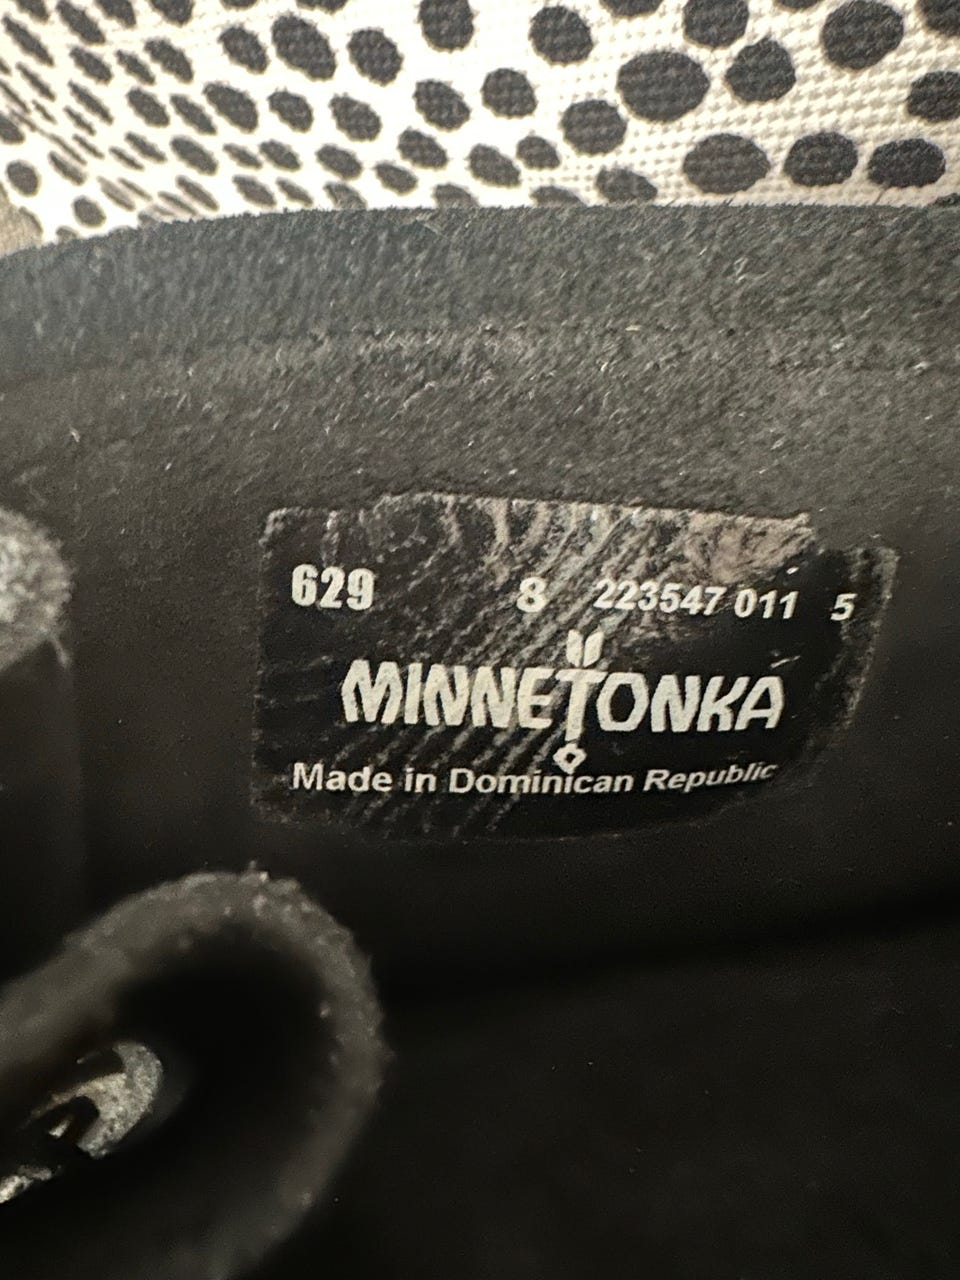 629 8 223547 011 5
MINNETONKA
Made in Dominican Republic